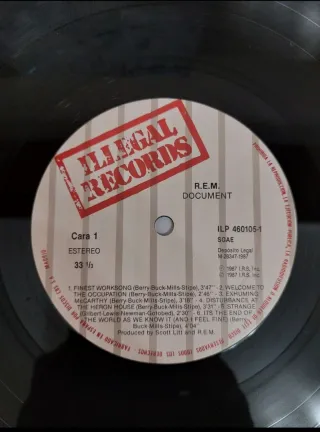 ILLEGAL
RECORDS
R.E.M.
DOCUMENT
Cara 1
ESTEREO
33 ⅓
ILP 460105-1
SGAE
Deposito Legal
M-29347-1987
℗ 1987 I.R.S., Inc.
© 1987 I.R.S., Inc.
1. FINEST WORKSONG (Berry-Buck-Mills-Stipe), 3'47" - 2. WELCOME TO
THE OCCUPATION (Berry-Buck-Mills-Stipe), 2'46" - 3. EXHUMING
McCARTHY (Berry-Buck-Mills-Stipe), 3'18" - 4. DISTURBANCE AT
THE HERON HOUSE (Berry-Buck-Mills-Stipe), - 5. STRANGE
(Gilbert-Lewis-Newman-Gotobed), 2'30" - 6. ITS THE END OF
THE WORLD AS WE KNOW IT (AND I FEEL FINE) (Berry-
Buck-Mills-Stipe), 4'04"
Produced by Scott Litt and R.E.M.